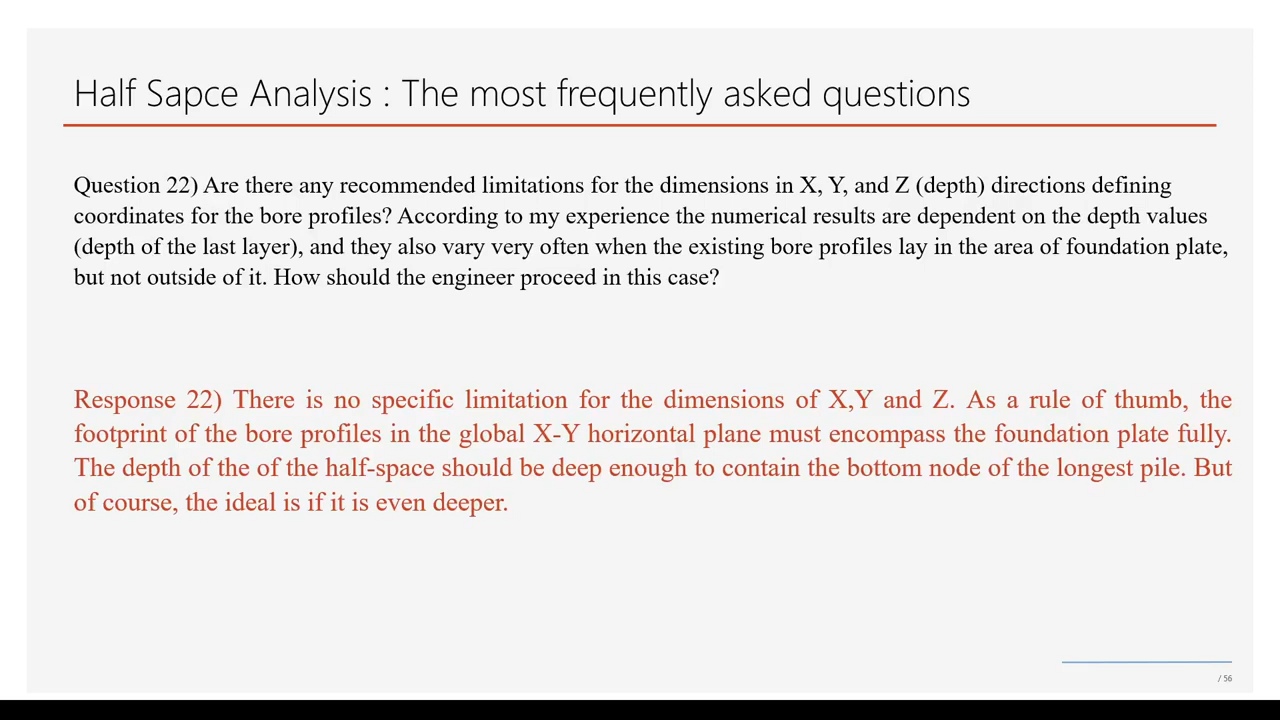 Half Sapce Analysis : The most frequently asked questions
Question 22) Are there any recommended limitations for the dimensions in X, Y, and Z (depth) directions defining
coordinates for the bore profiles? According to my experience the numerical results are dependent on the depth values
(depth of the last layer), and they also vary very often when the existing bore profiles lay in the area of foundation plate,
but not outside of it. How should the engineer proceed in this case?
Response 22) There is no specific limitation for the dimensions of X,Y and Z. As a rule of thumb, the
footprint of the bore profiles in the global X-Y horizontal plane must encompass the foundation plate fully.
The depth of the of the half-space should be deep enough to contain the bottom node of the longest pile. But
of course, the ideal is if it is even deeper.
/ 56